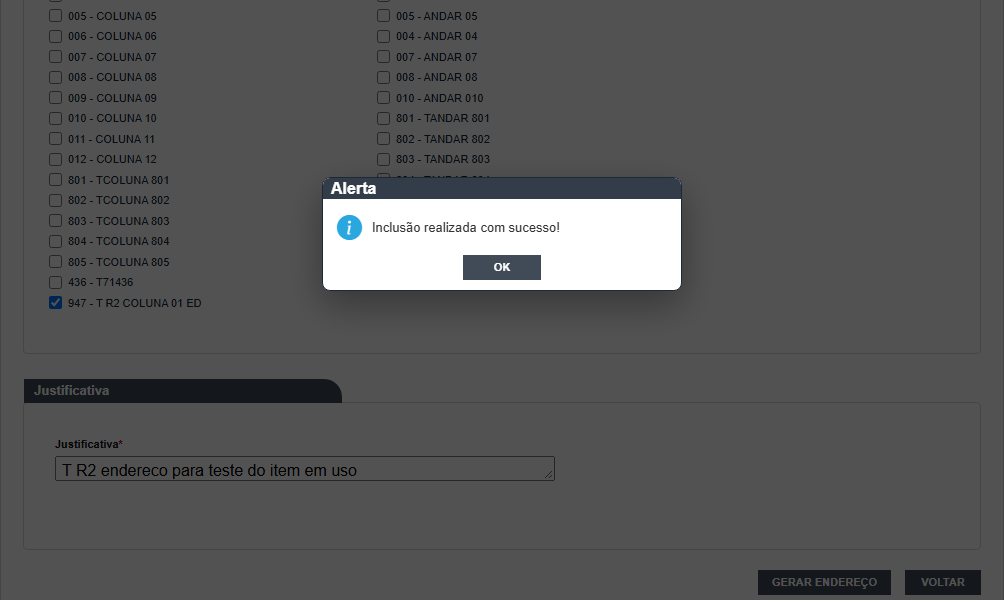 005 - COLUNA 05
005 - ANDAR 05
006 - COLUNA 06
004 - ANDAR 04
007 - COLUNA 07
007 - ANDAR 07
008 - COLUNA 08
008 - ANDAR 08
009 - COLUNA 09
010 - ANDAR 010
010 - COLUNA 10
801 - TANDAR 801
011 - COLUNA 11
802 - TANDAR 802
012 - COLUNA 12
803 - TANDAR 803
801 - TCOLUNA 801
802 - TCOLUNA 802
803 - TCOLUNA 803
804 - TCOLUNA 804
805 - TCOLUNA 805
436 - T71436
947 - T R2 COLUNA 01 ED
Alerta
i
Inclusão realizada com sucesso!
OK
Justificativa
Justificativa*
T R2 endereco para teste do item em uso
GERAR ENDEREÇO
VOLTAR